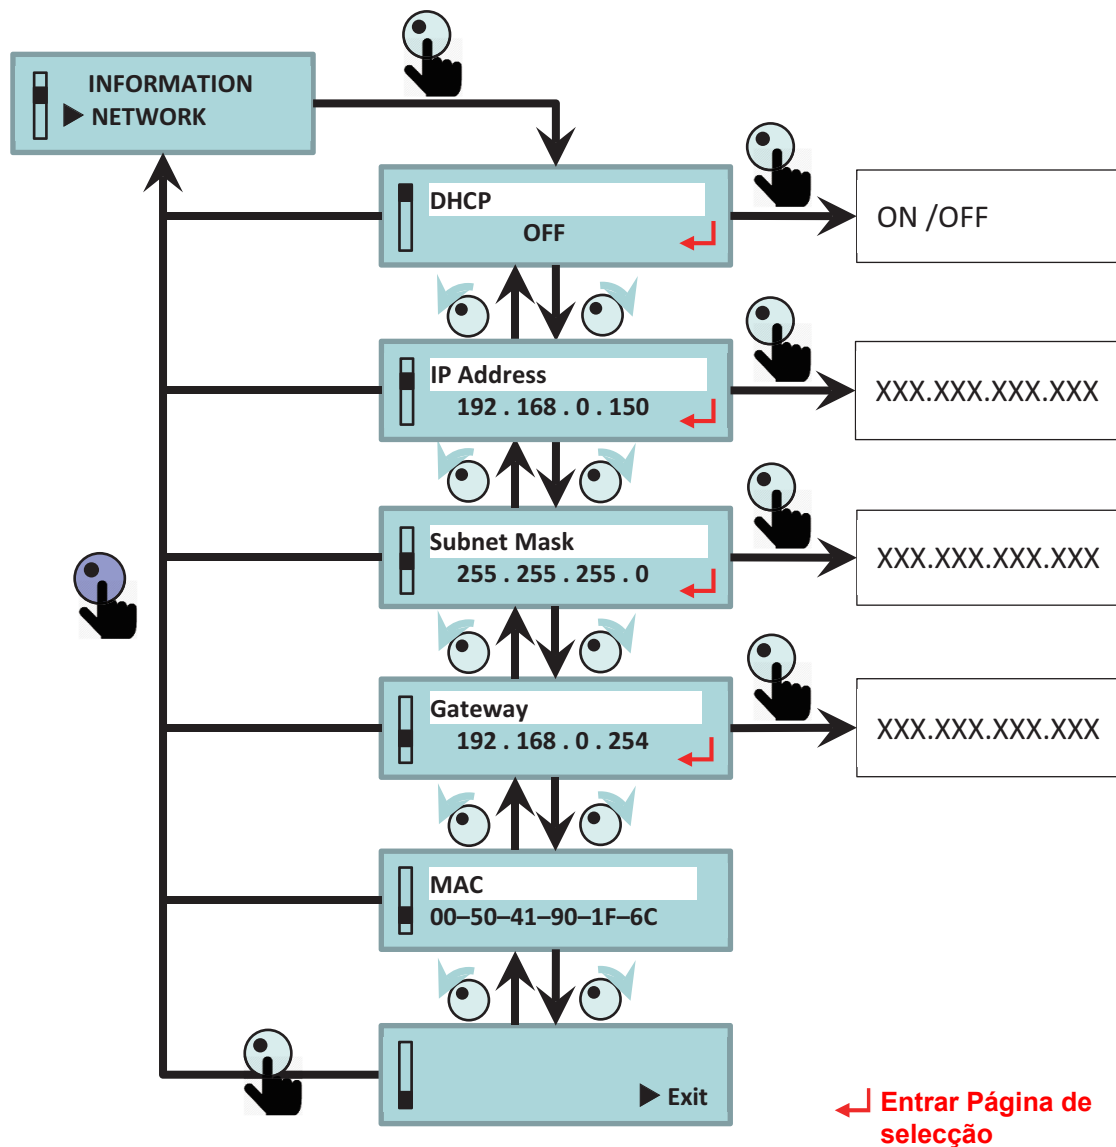 INFORMATION
▶ NETWORK
DHCP
OFF
ON /OFF
IP Address
192 . 168 . 0 . 150
XXX.XXX.XXX.XXX
Subnet Mask
255 . 255 . 255 . 0
XXX.XXX.XXX.XXX
Gateway
192 . 168 . 0 . 254
XXX.XXX.XXX.XXX
MAC
00–50–41–90–1F–6C
▶ Exit
Entrar Página de
selecção